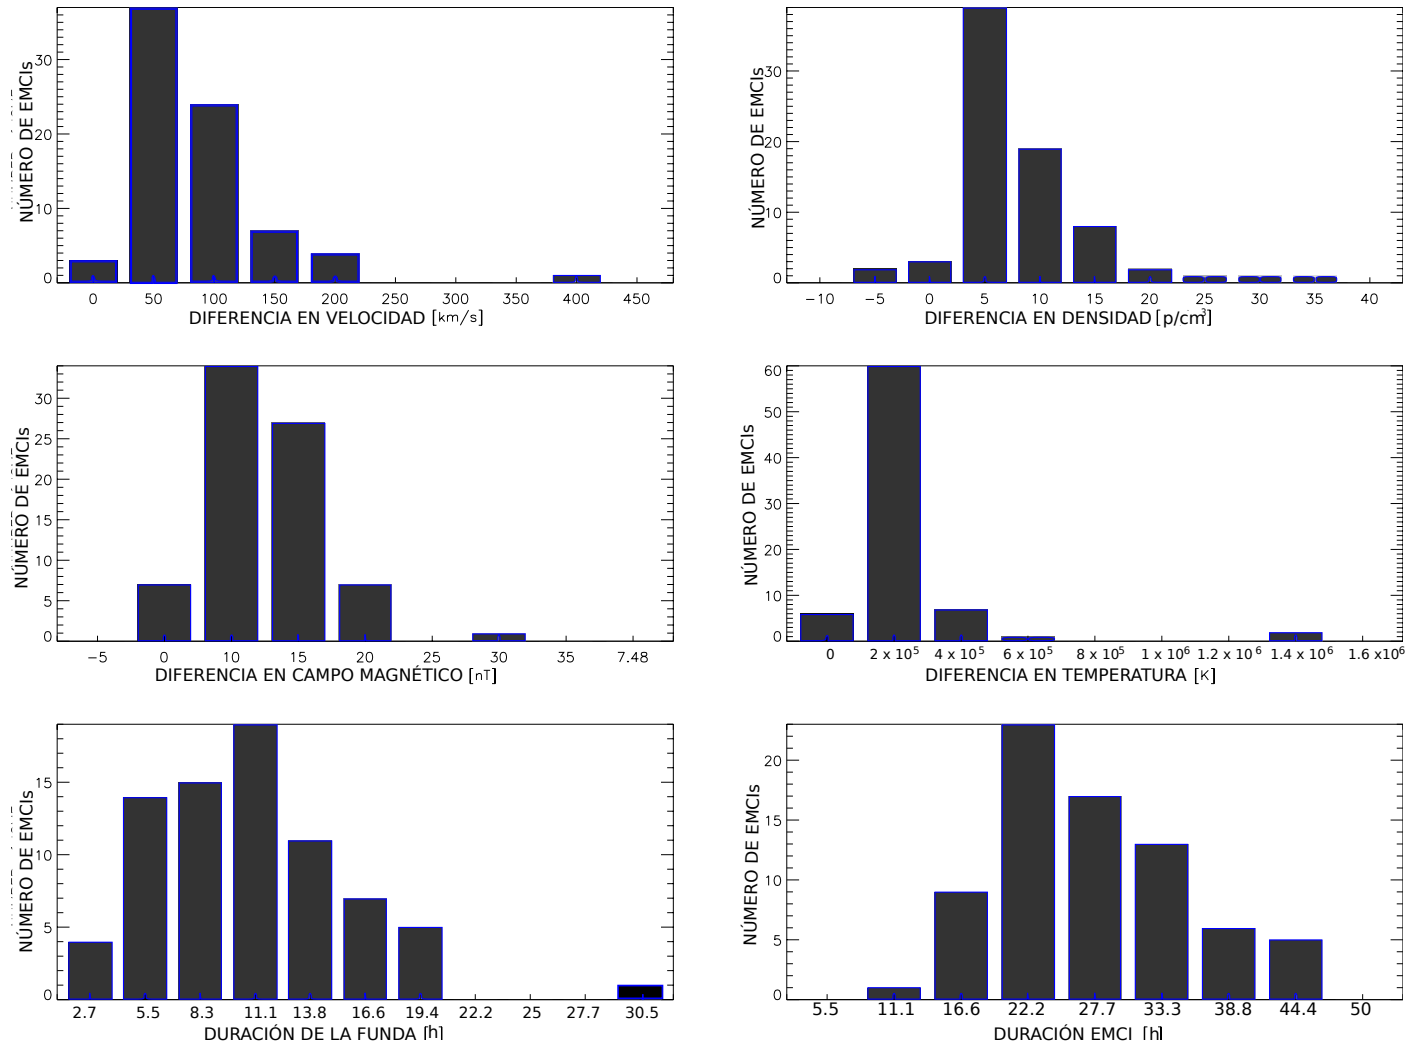 NÚMERO DE EMCIs
30
20
10
0
0 50 100 150 200 250 300 350 400 450
DIFERENCIA EN VELOCIDAD [km/s]
NÚMERO DE EMCIs
30
20
10
0
−10 −5 0 5 10 15 20 25 30 35 40
DIFERENCIA EN DENSIDAD [p/cm³]
NÚMERO DE EMCIs
30
25
20
15
10
5
0
−5 0 10 15 20 25 30 35 7.48
DIFERENCIA EN CAMPO MAGNÉTICO [nT]
NÚMERO DE EMCIs
60
50
40
30
20
10
0
0 2 x 10⁵ 4 x 10⁵ 6 x 10⁵ 8 x 10⁵ 1 x 10⁶ 1.2 x 10⁶ 1.4 x 10⁶ 1.6 x10⁶
DIFERENCIA EN TEMPERATURA [K]
NÚMERO DE EMCIs
15
10
5
0
2.7 5.5 8.3 11.1 13.8 16.6 19.4 22.2 25 27.7 30.5
DURACIÓN DE LA FUNDA [h]
NÚMERO DE EMCIs
20
15
10
5
0
5.5 11.1 16.6 22.2 27.7 33.3 38.8 44.4 50
DURACIÓN EMCI [h]